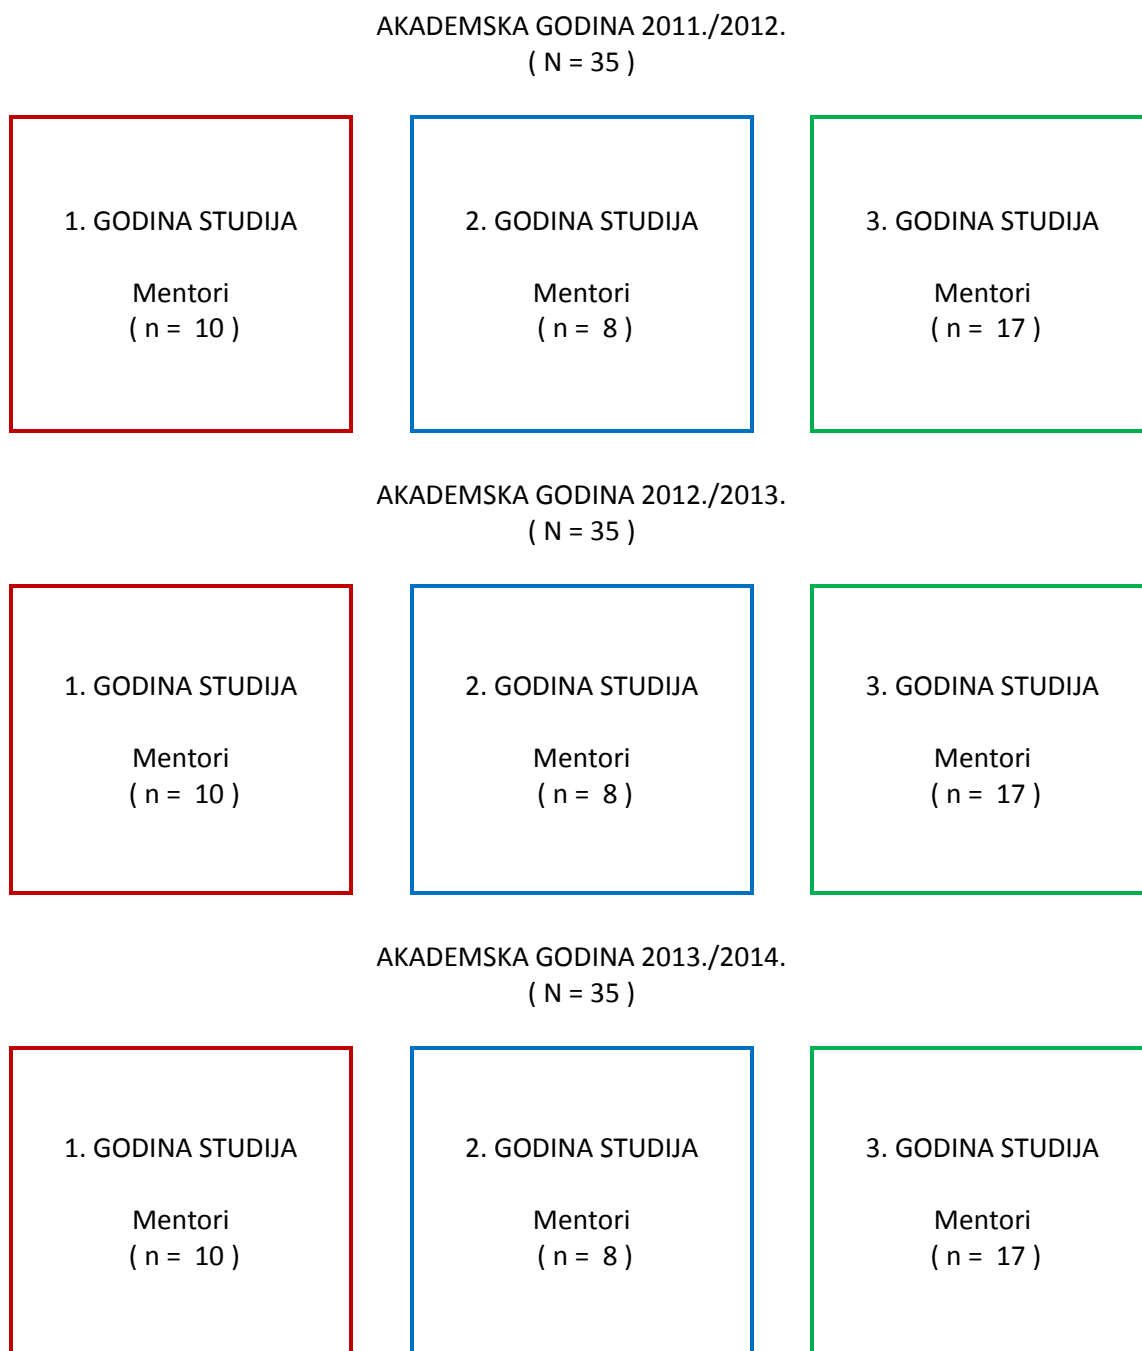 AKADEMSKA GODINA 2011./2012.
( N = 35 )
1. GODINA STUDIJA
Mentori
( n = 10 )
2. GODINA STUDIJA
Mentori
( n = 8 )
3. GODINA STUDIJA
Mentori
( n = 17 )
AKADEMSKA GODINA 2012./2013.
( N = 35 )
1. GODINA STUDIJA
Mentori
( n = 10 )
2. GODINA STUDIJA
Mentori
( n = 8 )
3. GODINA STUDIJA
Mentori
( n = 17 )
AKADEMSKA GODINA 2013./2014.
( N = 35 )
1. GODINA STUDIJA
Mentori
( n = 10 )
2. GODINA STUDIJA
Mentori
( n = 8 )
3. GODINA STUDIJA
Mentori
( n = 17 )